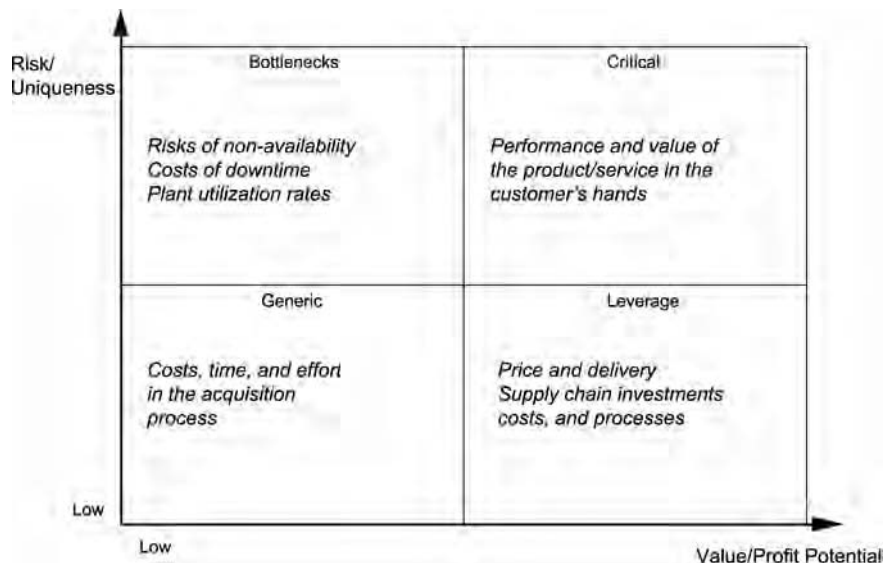 Risk/
Uniqueness
Bottlenecks
Critical
Risks of non-availability
Costs of downtime
Plant utilization rates
Performance and value of
the product/service in the
customer's hands
Generic
Leverage
Costs, time, and effort
in the acquisition
process
Price and delivery
Supply chain investments
costs, and processes
Low
Low
Value/Profit Potential